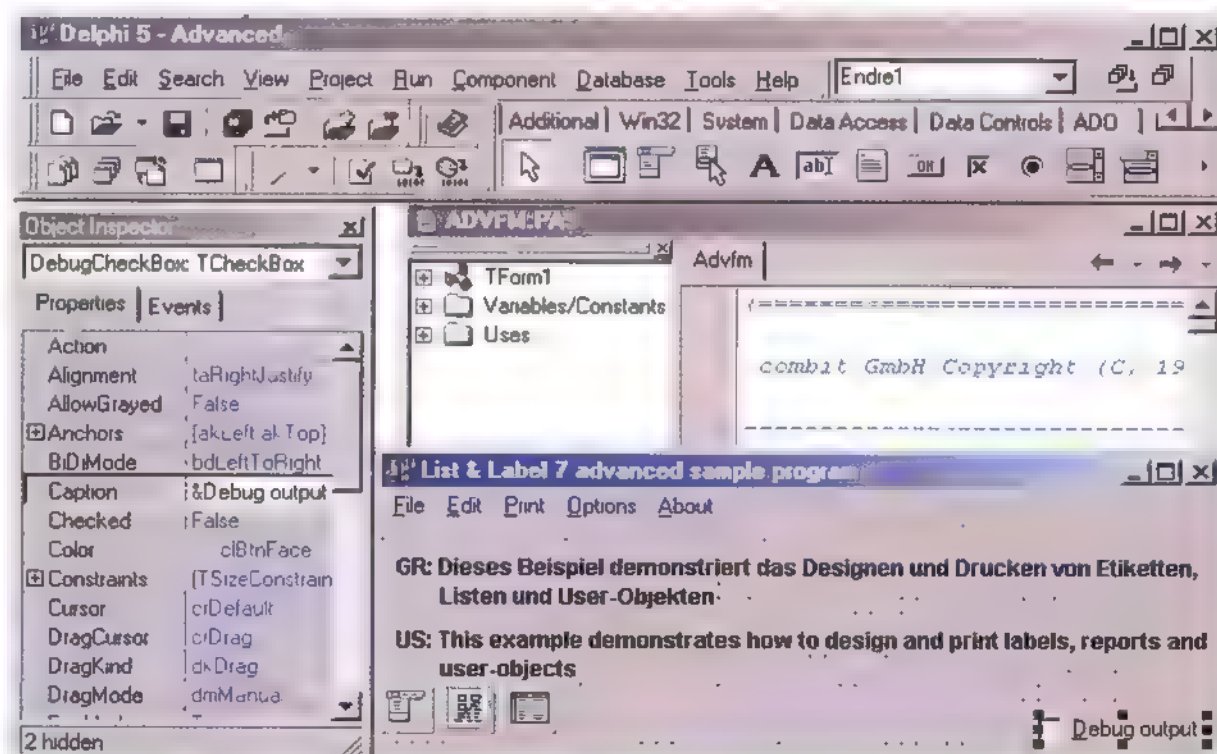 Delphi 5 - Advanced
File Edit Search View Project Run Component Database Tools Help Endre1
Additional Win32 System Data Access Data Controls ADO
Object Inspector
DebugCheckBox: TCheckBox
Properties Events
Action
Alignment taRightJustify
AllowGrayed False
Anchors [akLeft,akTop]
BiDiMode bdLeftToRight
Caption &Debug output
Checked False
Color clBtnFace
Constraints (TSizeConstrain
Cursor crDefault
DragCursor crDrag
DragKind dkDrag
DragMode dmManual
2 hidden
ADVFM.PAS
TForm1
Variables/Constants
Uses
Advfm
combit GmbH Copyright (C) 19
List & Label 7 advanced sample program
File Edit Print Options About
GR: Dieses Beispiel demonstriert das Designen und Drucken von Etiketten,
Listen und User-Objekten
US: This example demonstrates how to design and print labels, reports and
user-objects
Debug output